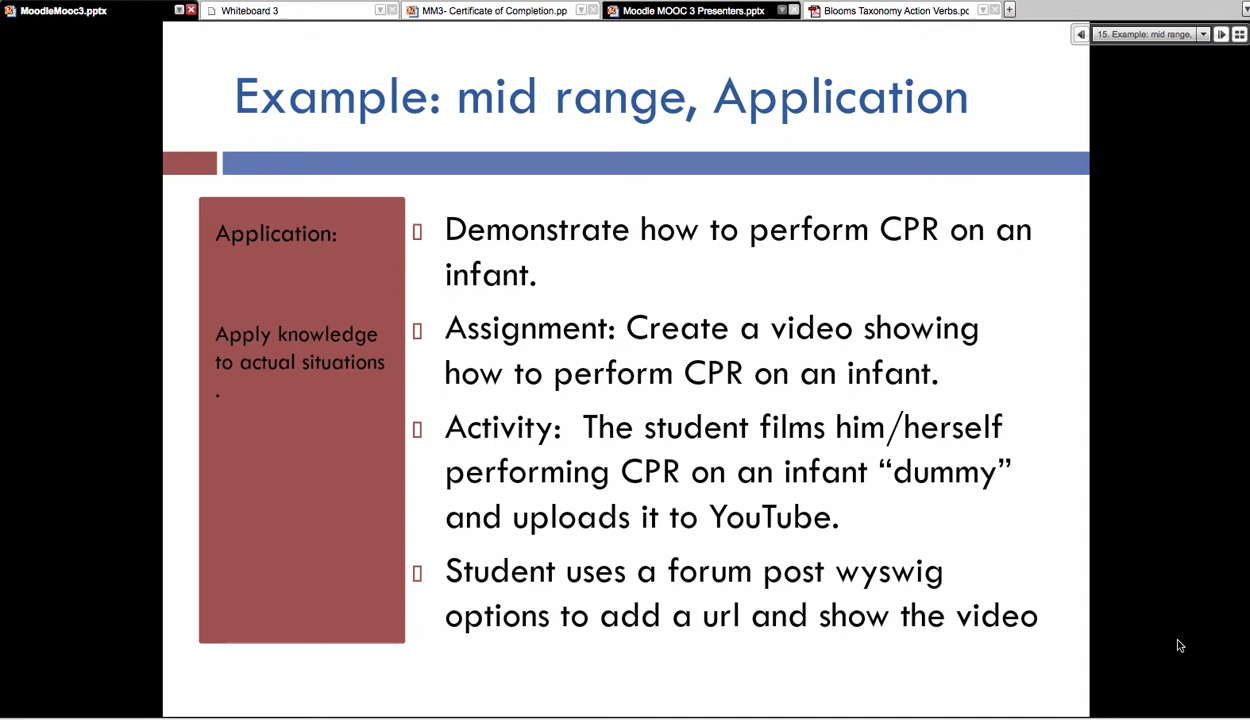 MoodleMooc3.pptx
Whiteboard 3
MM3- Certificate of Completion.pp
Moodle MOOC 3 Presenters.pptx
Blooms Taxonomy Action Verbs.pc
15. Example: mid range,
Example: mid range, Application
Application:
Apply knowledge
to actual situations
.
Demonstrate how to perform CPR on an
infant.
Assignment: Create a video showing
how to perform CPR on an infant.
Activity:  The student films him/herself
performing CPR on an infant “dummy”
and uploads it to YouTube.
Student uses a forum post wyswig
options to add a url and show the video